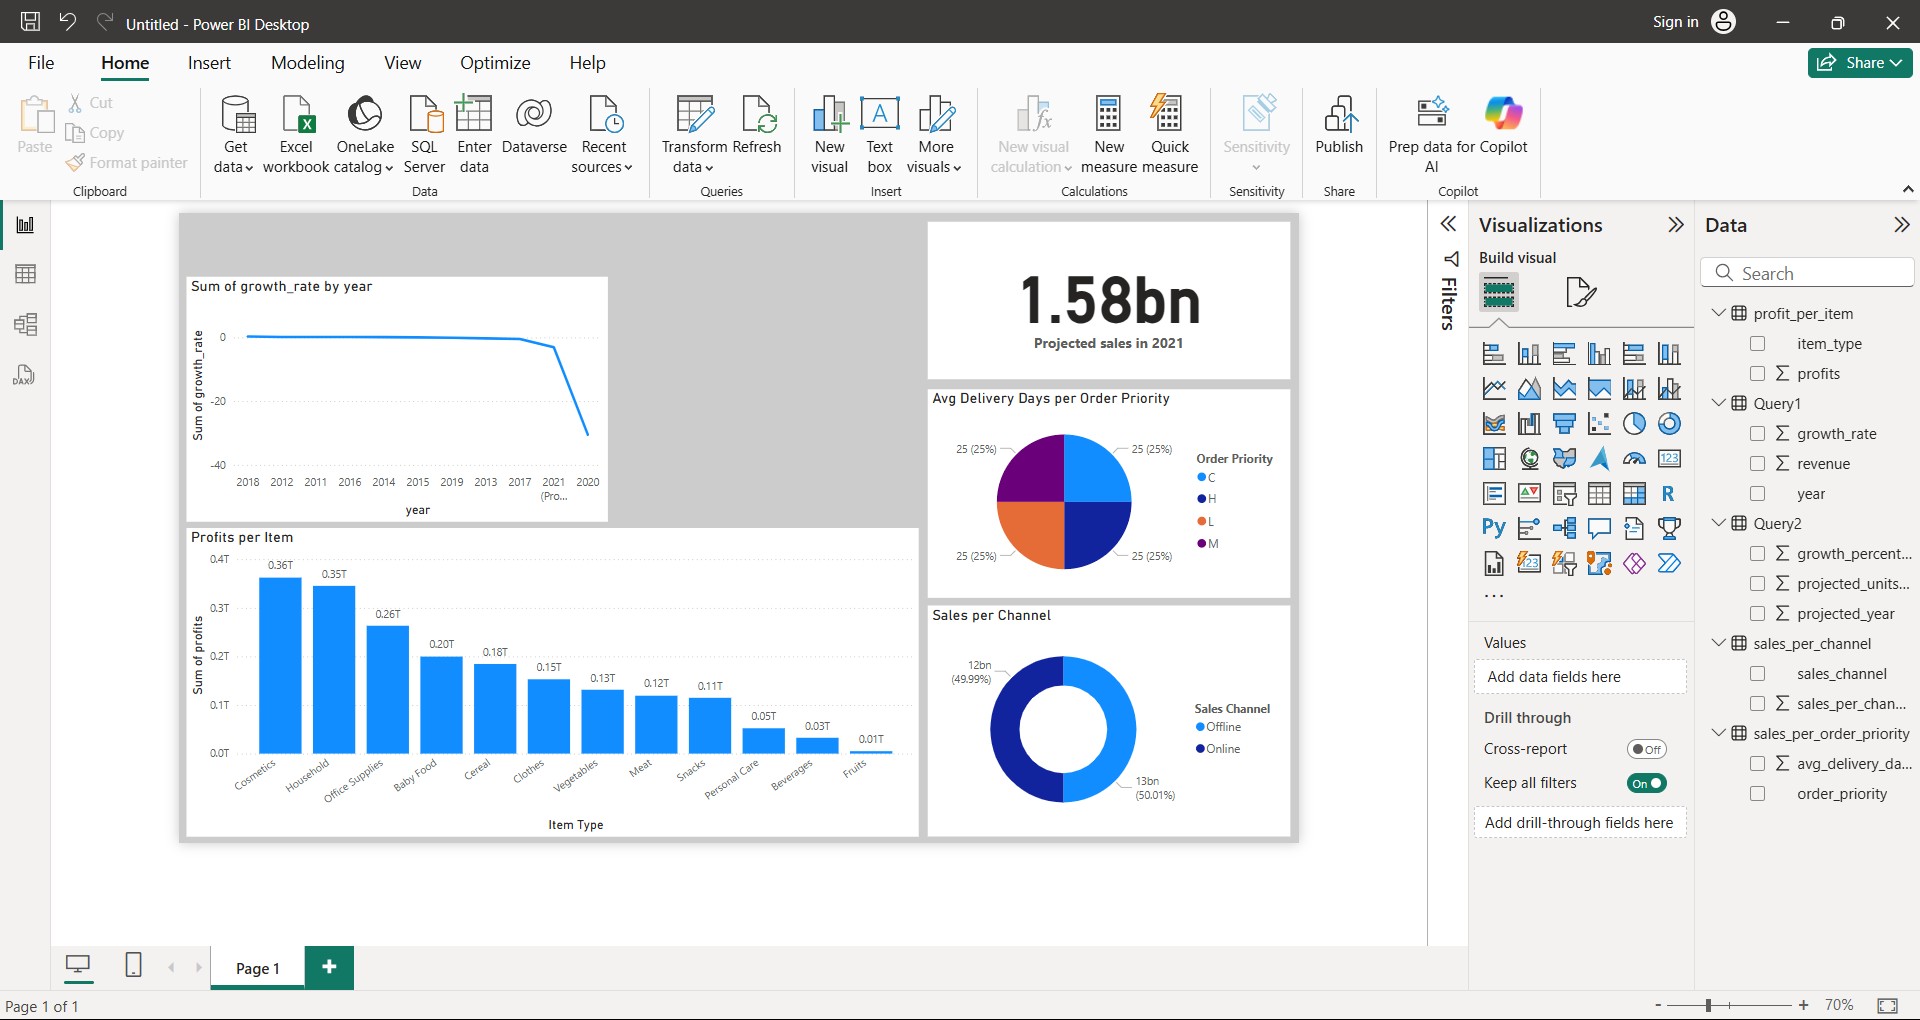 Untitled - Power BI Desktop
Sign in
File Home Insert Modeling View Optimize Help
Share
Paste
Cut
Copy
Format painter
Clipboard
Get data
Excel workbook
OneLake catalog
SQL Server
Enter data
Dataverse
Recent sources
Data
Transform data
Refresh
Queries
New visual
Text box
More visuals
Insert
New visual calculation
New measure
Quick measure
Calculations
Sensitivity
Sensitivity
Publish
Share
Prep data for AI
Copilot
Copilot
DAX
Sum of growth_rate by year
Sum of growth_rate
0
-20
-40
2018 2012 2011 2016 2014 2015 2019 2013 2017 2021 (Pro... 2020
year
1.58bn
Projected sales in 2021
Avg Delivery Days per Order Priority
25 (25%)
25 (25%)
25 (25%)
25 (25%)
Order Priority
C
H
L
M
Profits per Item
Sum of profits
0.4T
0.3T
0.2T
0.1T
0.0T
0.36T
0.35T
0.26T
0.20T
0.18T
0.15T
0.13T
0.12T
0.11T
0.05T
0.03T
0.01T
Cosmetics
Household
Office Supplies
Baby Food
Cereal
Clothes
Vegetables
Meat
Snacks
Personal Care
Beverages
Fruits
Item Type
Sales per Channel
12bn
(49.99%)
13bn
(50.01%)
Sales Channel
Offline
Online
Filters
Visualizations
Build visual
123
R
Py
123
...
Values
Add data fields here
Drill through
Cross-report
Off
Keep all filters
On
Add drill-through fields here
Data
Search
profit_per_item
item_type
∑ profits
Query1
∑ growth_rate
∑ revenue
year
Query2
∑ growth_percent...
∑ projected_units...
∑ projected_year
sales_per_channel
sales_channel
∑ sales_per_chan...
sales_per_order_priority
∑ avg_delivery_da...
order_priority
Page 1
+
Page 1 of 1
- + 70%